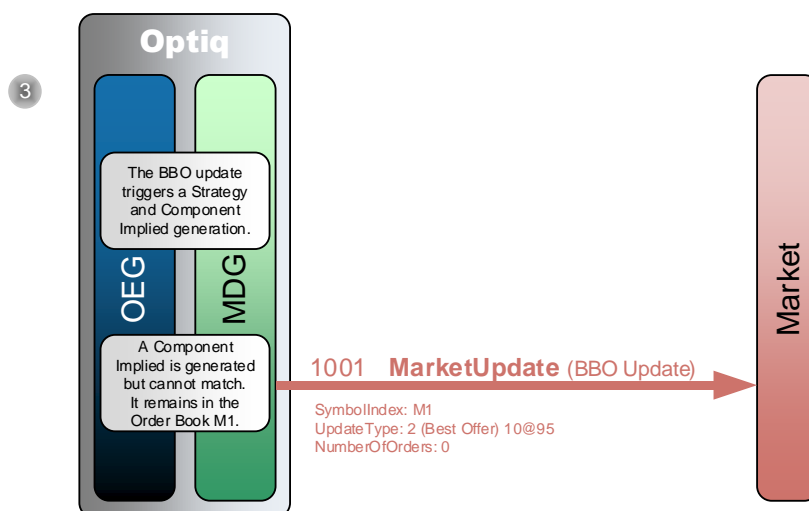 Optiq
3
The BBO update
triggers a Strategy
and Component
Implied generation.
OEG
MDG
Market
A Component
Implied is generated
but cannot match.
It remains in the
Order Book M1.
1001 MarketUpdate (BBO Update)
SymbolIndex: M1
UpdateType: 2 (Best Offer) 10@95
NumberOfOrders: 0